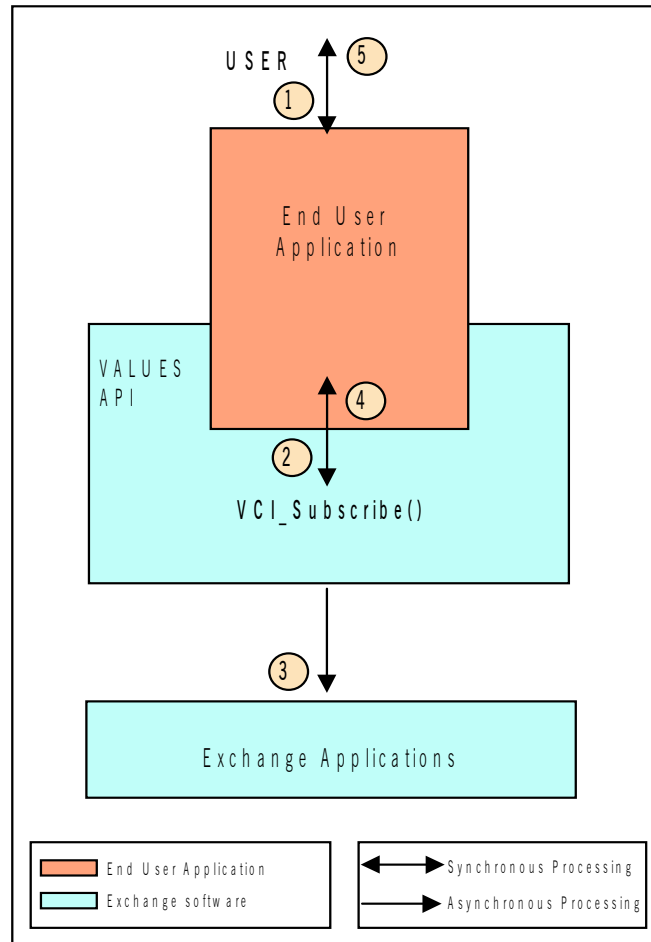 5
USER
1
End User
Application
VALUES
API
4
2
VCI_Subscribe()
3
Exchange Applications
End User Application
Exchange software
Synchronous Processing
Asynchronous Processing